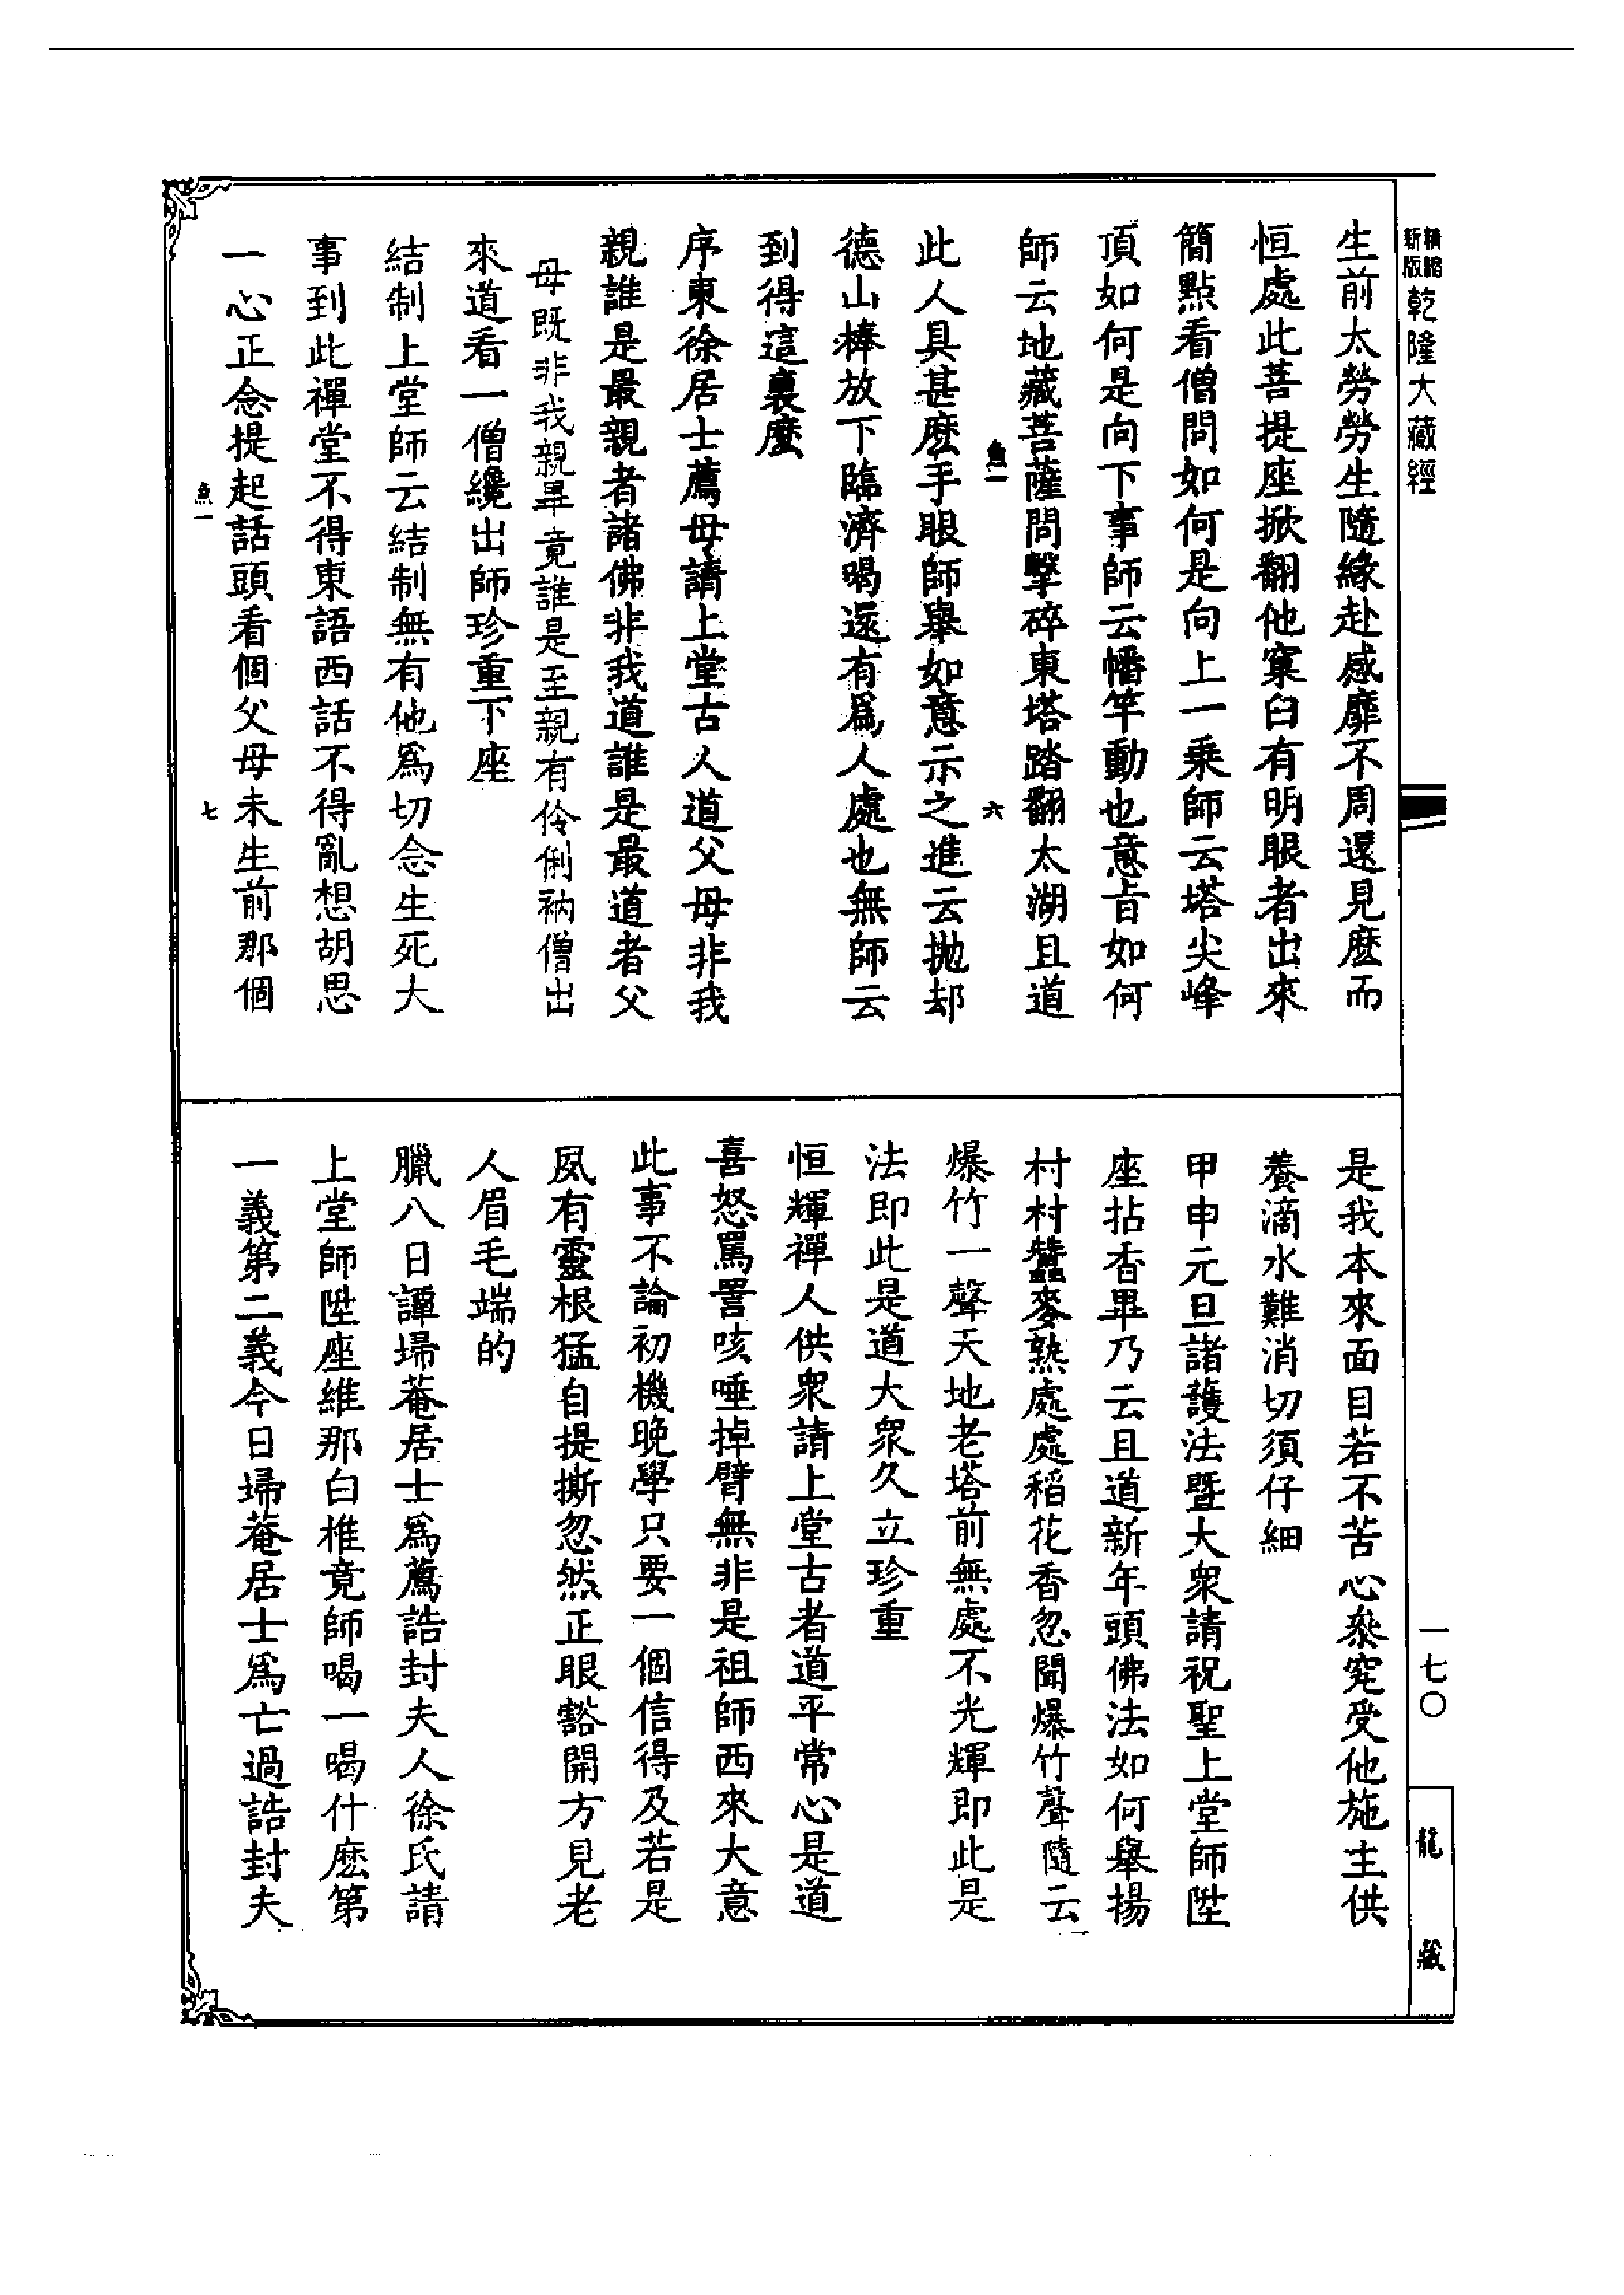 新版
精縮
乾隆大藏經
生前太勞勞生隨緣赴感靡不周還見麽而
恒處此菩提座掀翻他窠臼有明眼者出來
簡點看僧問如何是向上一乘師云塔尖峰
頂如何是向下事師云幡竿動也意旨如何
師云地藏菩薩問擊碎東塔踏翻太湖且道
魚一
六
此人具甚麽手眼師舉如意示之進云拋却
德山棒放下臨濟喝還有爲人處也無師云
到得這裏麽
序東徐居士薦母請上堂古人道父母非我
親誰是最親者諸佛非我道誰是最道者父
母既非我親畢竟誰是至親有伶俐衲僧出
來道看一僧纔出師珍重下座
結制上堂師云結制無有他爲切念生死大
事到此禪堂不得東語西話不得亂想胡思
一心正念提起話頭看個父母未生前那個
魚一
七
是我本來面目若不苦心叅究受他施主供
養滴水難消切須仔細
甲申元旦諸護法暨大衆請祝聖上堂師陞
座拈香畢乃云且道新年頭佛法如何舉揚
村村蠶麥熟處處稻花香忽聞爆竹聲隨云
爆竹一聲天地老塔前無處不光輝即此是
法即此是道大衆久立珍重
恒輝禪人供衆請上堂古者道平常心是道
喜怒罵詈咳唾掉臂無非是祖師西來大意
此事不論初機晚學只要一個信得及若是
夙有靈根猛自提撕忽然正眼豁開方見老
人眉毛端的
臘八日譚埽菴居士爲薦誥封夫人徐氏請
上堂師陞座維那白椎竟師喝一喝什麽第
一義第二義今日埽菴居士爲亡過誥封夫
一七〇
龍藏